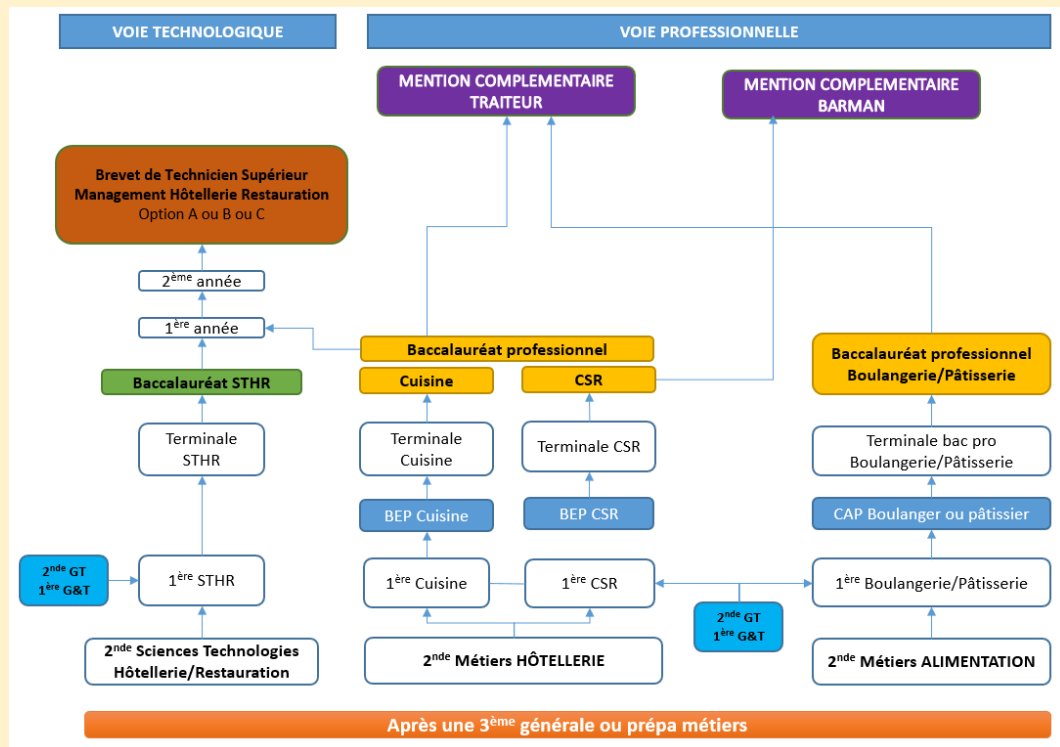 VOIE TECHNOLOGIQUE
VOIE PROFESSIONNELLE
MENTION COMPLEMENTAIRE
TRAITEUR
MENTION COMPLEMENTAIRE
BARMAN
Brevet de Technicien Supérieur
Management Hôtellerie Restauration
Option A ou B ou C
2ème année
1ère année
Baccalauréat STHR
Terminale
STHR
2nde GT
1ère G&T
1ère STHR
2nde Sciences Technologies
Hôtellerie/Restauration
Baccalauréat professionnel
Cuisine
CSR
Terminale
Cuisine
Terminale CSR
BEP Cuisine
BEP CSR
1ère Cuisine
1ère CSR
2nde Métiers HÔTELLERIE
2nde GT
1ère G&T
Baccalauréat professionnel
Boulangerie/Pâtisserie
Terminale bac pro
Boulangerie/Pâtisserie
CAP Boulanger ou pâtissier
1ère Boulangerie/Pâtisserie
2nde Métiers ALIMENTATION
Après une 3ème générale ou prépa métiers